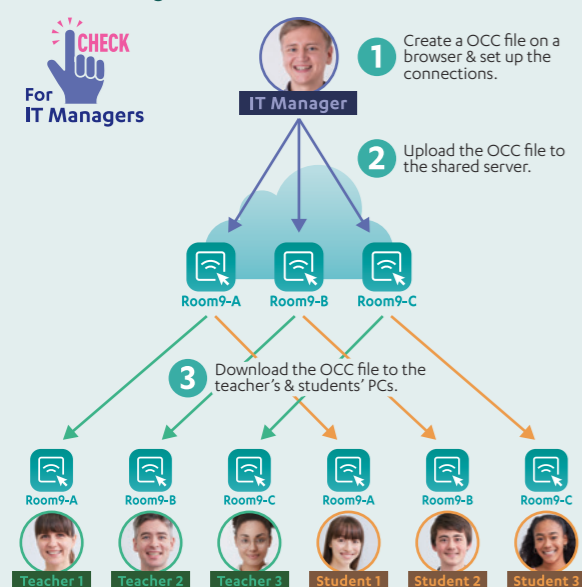 CHECK
For
IT Managers
IT Manager
1
Create a OCC file on a
browser & set up the
connections.
2
Upload the OCC file to
the shared server.
Room9-A
Room9-B
Room9-C
3
Download the OCC file to the
teacher's & students' PCs.
Room9-A
Room9-B
Room9-C
Room9-A
Room9-B
Room9-C
Teacher 1
Teacher 2
Teacher 3
Student 1
Student 2
Student 3